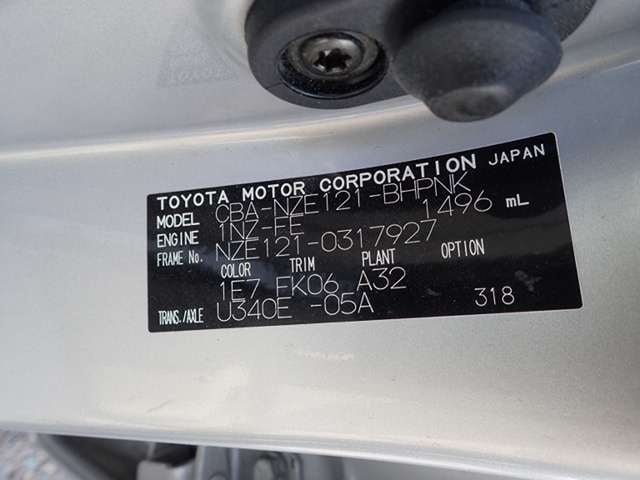 TOYOTA MOTOR CORPORATION JAPAN
MODEL CBA-NZE121-BHPNK
ENGINE 1NZ-FE 1496 mL
FRAME No. NZE121-0317927
COLOR TRIM PLANT OPTION
1E7 FK06 A32
TRANS./AXLE U340E -05A 318